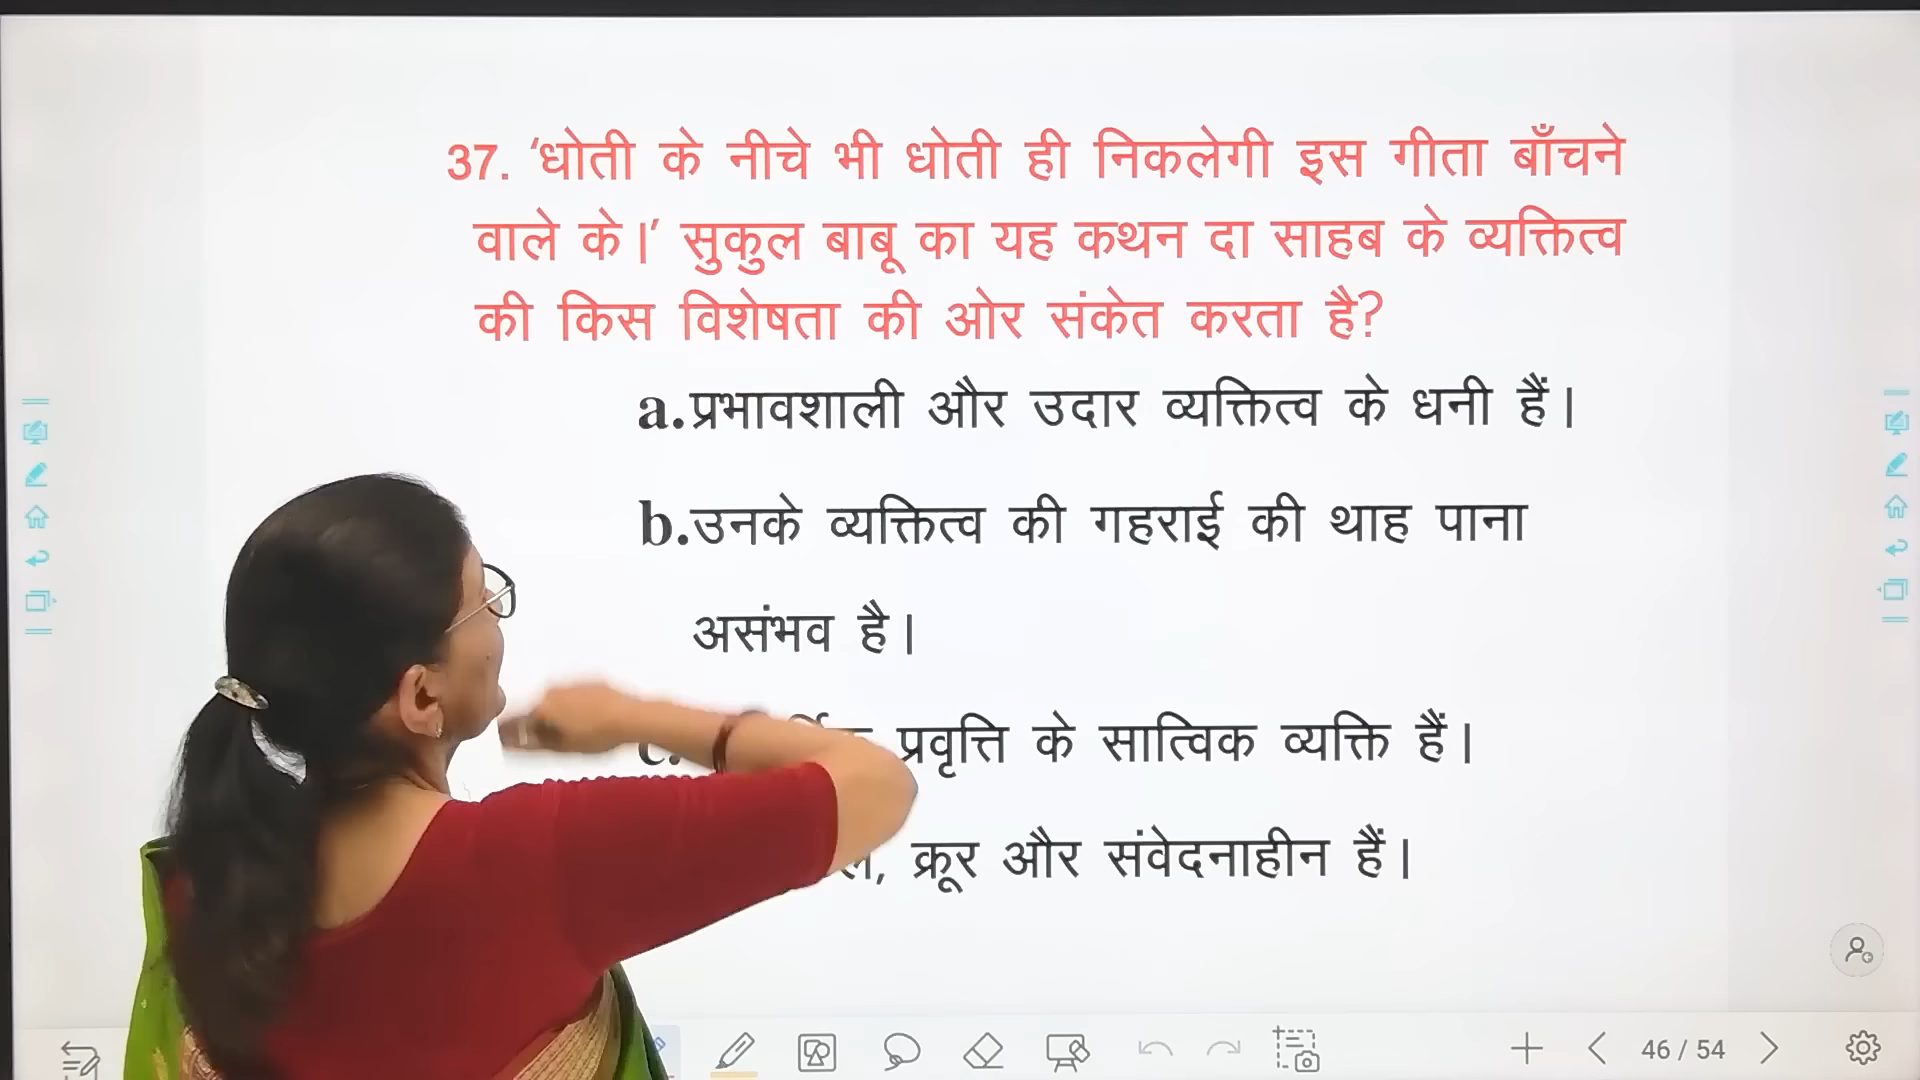 37. ‘धोती के नीचे भी धोती ही निकलेगी इस गीता बाँचने
वाले के।’ सुकुल बाबू का यह कथन दा साहब के व्यक्तित्व
की किस विशेषता की ओर संकेत करता है?
a.प्रभावशाली और उदार व्यक्तित्व के धनी हैं।
b.उनके व्यक्तित्व की गहराई की थाह पाना
असंभव है।
c. प्रवृत्ति के सात्विक व्यक्ति हैं।
क्रूर और संवेदनाहीन हैं।
46 / 54